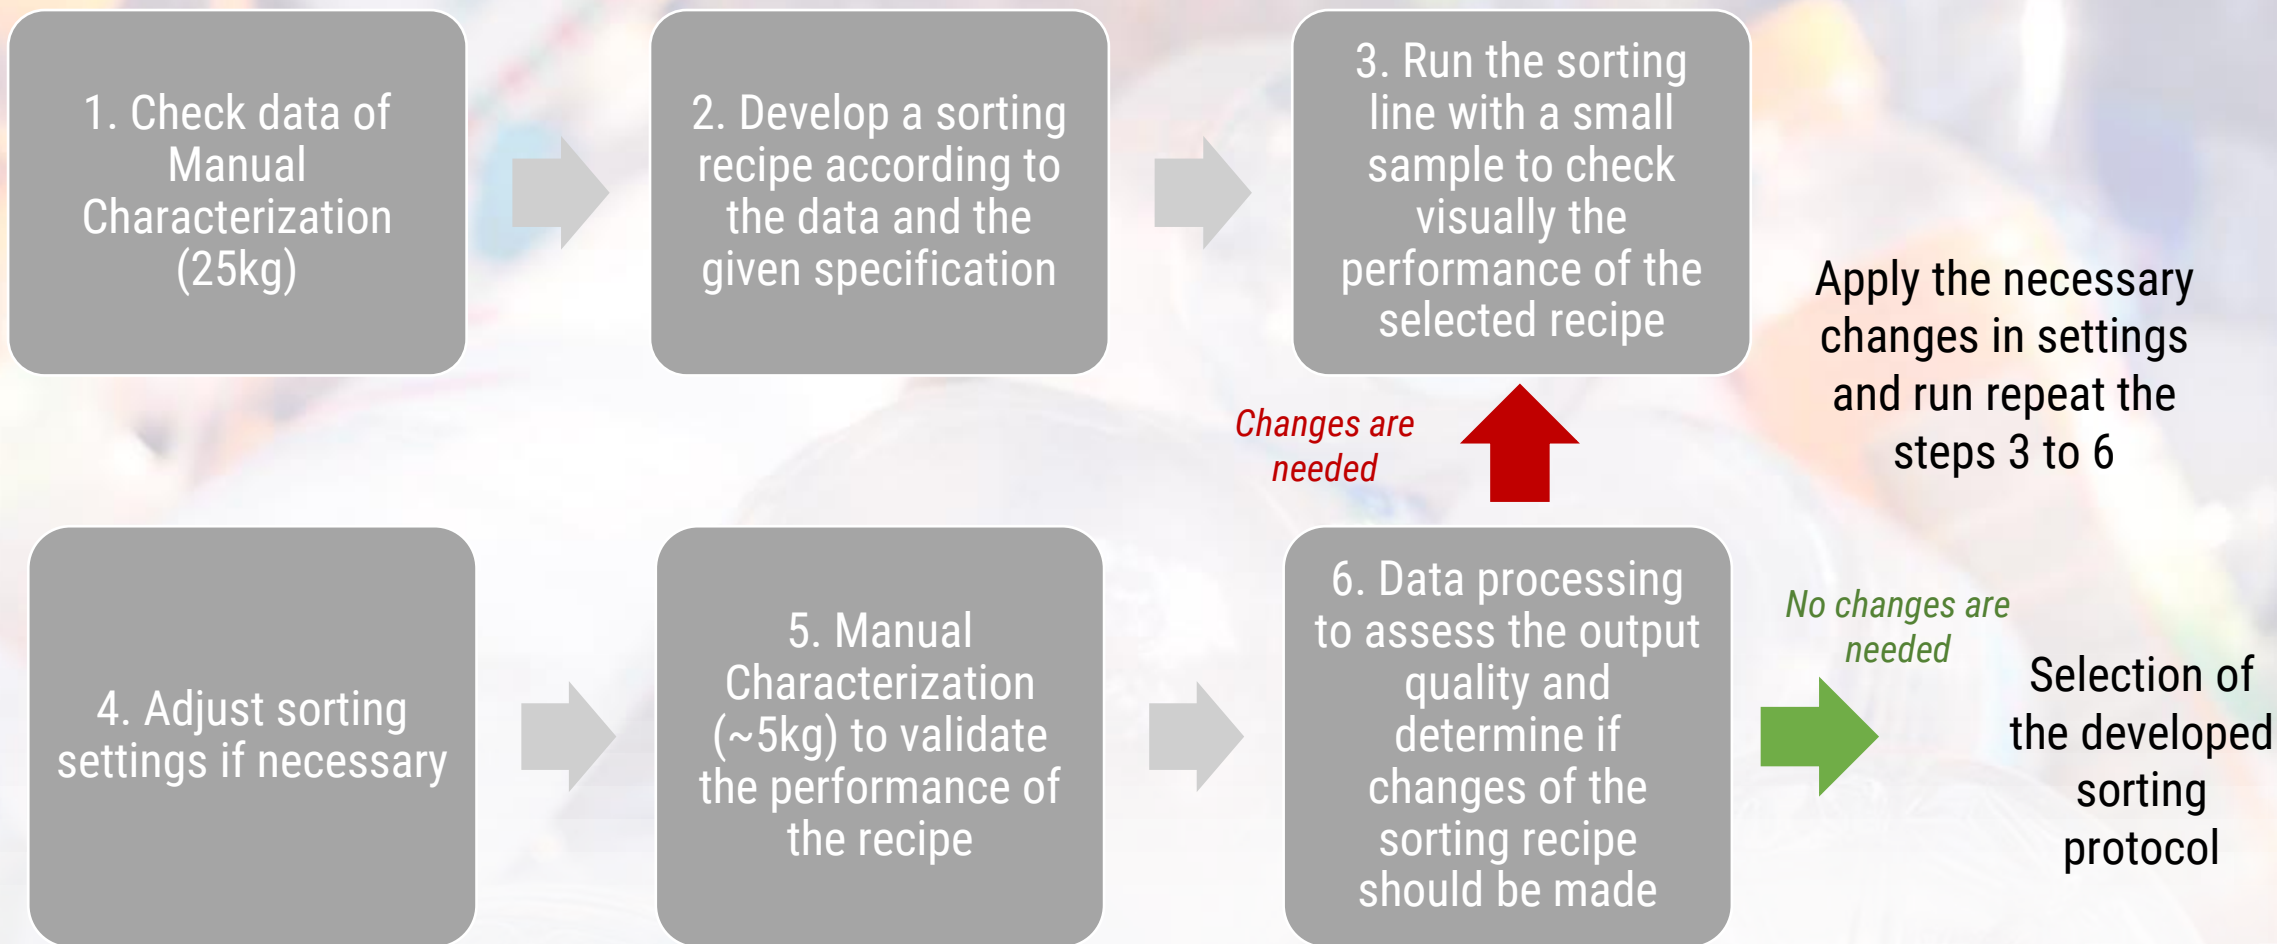 1. Check data of
Manual
Characterization
(25kg)
2. Develop a sorting
recipe according to
the data and the
given specification
3. Run the sorting
line with a small
sample to check
visually the
performance of the
selected recipe
Apply the necessary
changes in settings
and run repeat the
steps 3 to 6
Changes are
needed
4. Adjust sorting
settings if necessary
5. Manual
Characterization
(~5kg) to validate
the performance of
the recipe
6. Data processing
to assess the output
quality and
determine if
changes of the
sorting recipe
should be made
No changes are
needed
Selection of
the developed
sorting
protocol